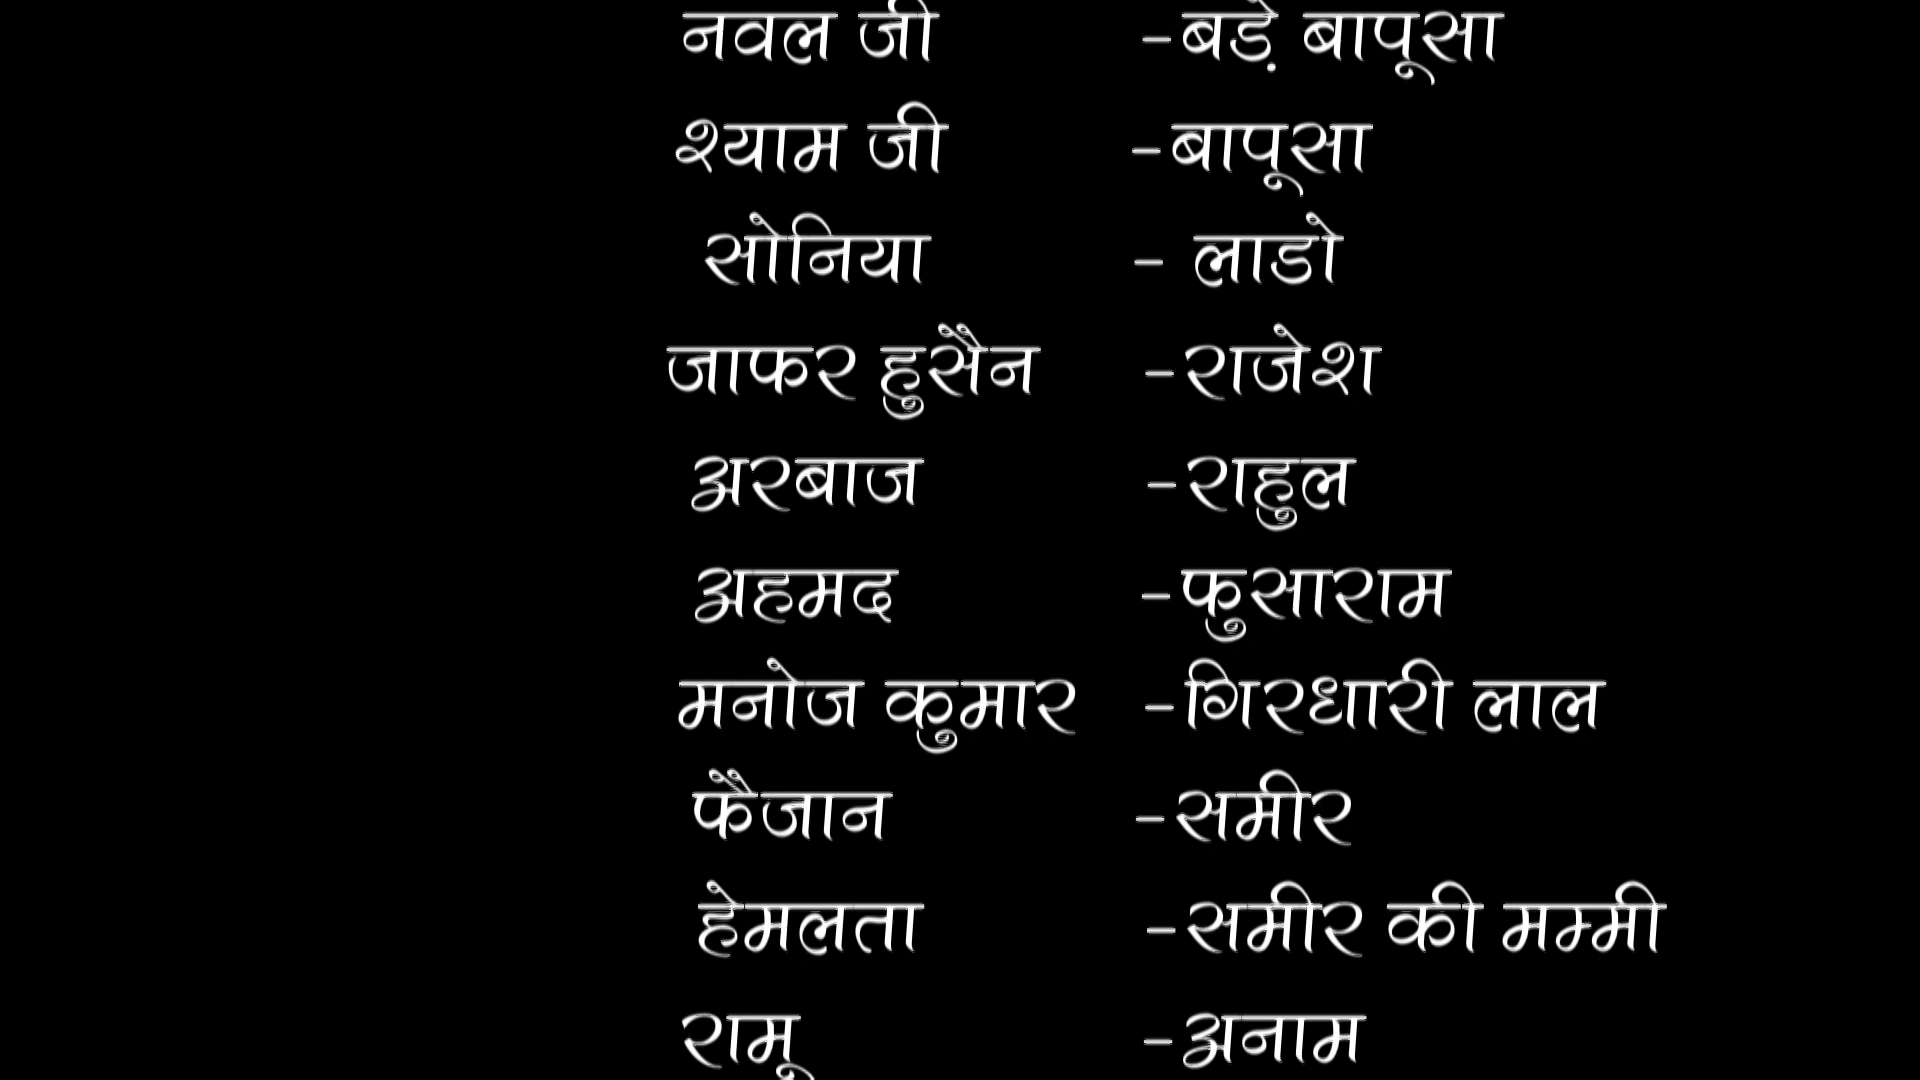 नवल जी -बड़े बापूसा
श्याम जी -बापूसा
सोनिया - लाडो
जाफर हुसैन -राजेश
अरबाज -राहुल
अहमद -फुसाराम
मनोज कुमार -गिरधारी लाल
फैजान -समीर
हेमलता -समीर की मम्मी
रामू -अनाम